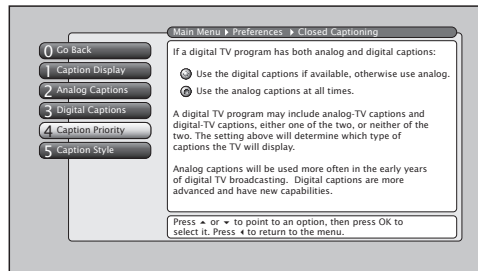 Main Menu ▸ Preferences ▸ Closed Captioning
0 Go Back
1 Caption Display
2 Analog Captions
3 Digital Captions
4 Caption Priority
5 Caption Style
If a digital TV program has both analog and digital captions:
Use the digital captions if available, otherwise use analog.
Use the analog captions at all times.
A digital TV program may include analog-TV captions and
digital-TV captions, either one of the two, or neither of the
two. The setting above will determine which type of
captions the TV will display.
Analog captions will be used more often in the early years
of digital TV broadcasting. Digital captions are more
advanced and have new capabilities.
Press ▲ or ▼ to point to an option, then press OK to
select it. Press ◂ to return to the menu.